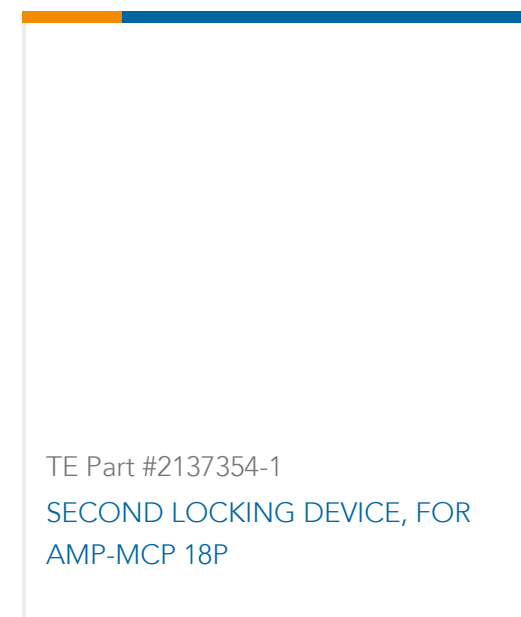 TE Part #2137354-1
SECOND LOCKING DEVICE, FOR
AMP-MCP 18P